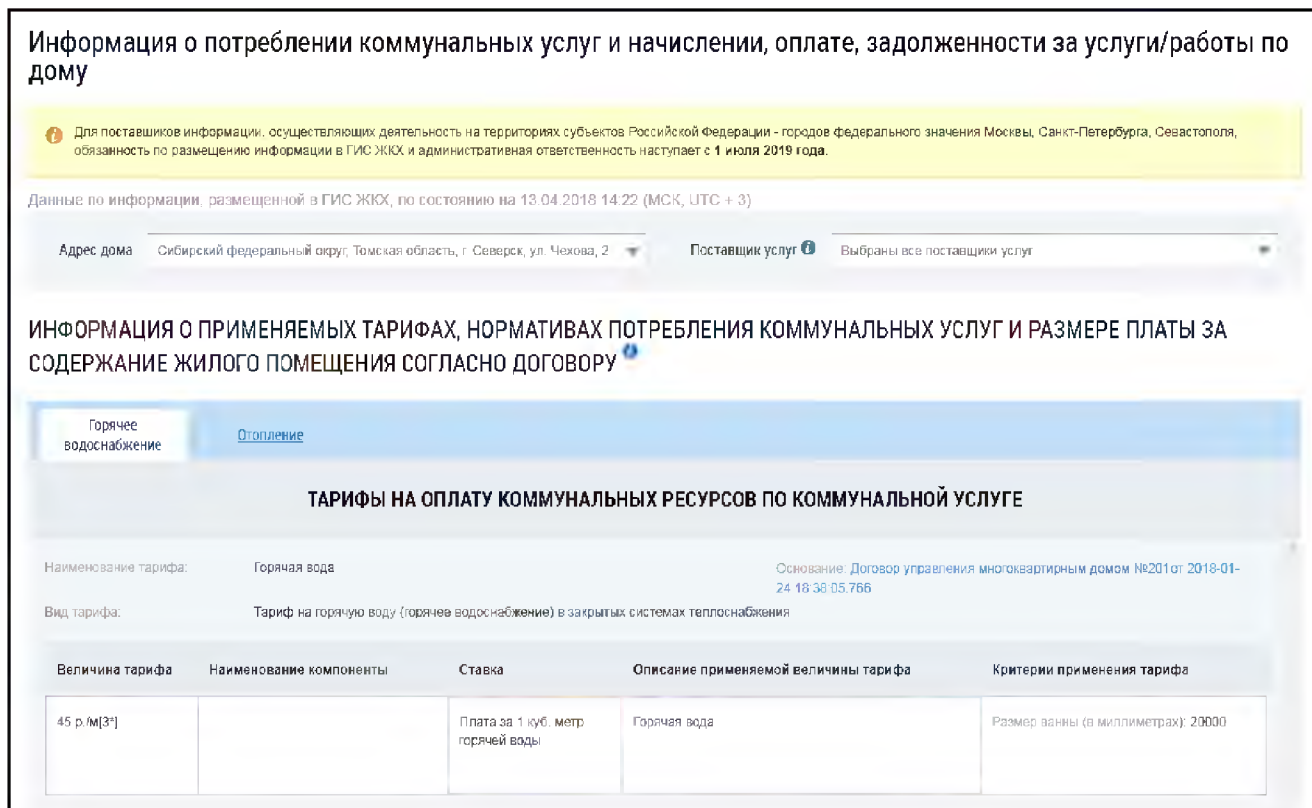 Информация о потреблении коммунальных услуг и начислении, оплате, задолженности за услуги/работы по
дому
Для поставщиков информации, осуществляющих деятельность на территориях субъектов Российской Федерации - городов федерального значения Москвы, Санкт-Петербурга, Севастополя,
обязанность по размещению информации в ГИС ЖКХ и административная ответственность наступает с 1 июля 2019 года.
Данные по информации, размещенной в ГИС ЖКХ, по состоянию на 13.04.2018 14:22 (МСК, UTC + 3)
Адрес дома Сибирский федеральный округ, Томская область, г. Северск, ул. Чехова, 2 Поставщик услуг Выбраны все поставщики услуг
ИНФОРМАЦИЯ О ПРИМЕНЯЕМЫХ ТАРИФАХ, НОРМАТИВАХ ПОТРЕБЛЕНИЯ КОММУНАЛЬНЫХ УСЛУГ И РАЗМЕРЕ ПЛАТЫ ЗА
СОДЕРЖАНИЕ ЖИЛОГО ПОМЕЩЕНИЯ СОГЛАСНО ДОГОВОРУ
Горячее
водоснабжение
Отопление
ТАРИФЫ НА ОПЛАТУ КОММУНАЛЬНЫХ РЕСУРСОВ ПО КОММУНАЛЬНОЙ УСЛУГЕ
Наименование тарифа: Горячая вода
Основание: Договор управления многоквартирным домом №201от 2018-01-
24 18:38:05.766
Вид тарифа: Тариф на горячую воду (горячее водоснабжение) в закрытых системах теплоснабжения
Величина тарифа Наименование компоненты Ставка Описание применяемой величины тарифа Критерии применения тарифа
45 р./м[3*] Плата за 1 куб. метр Горячая вода Размер ванны (в миллиметрах): 20000
горячей воды